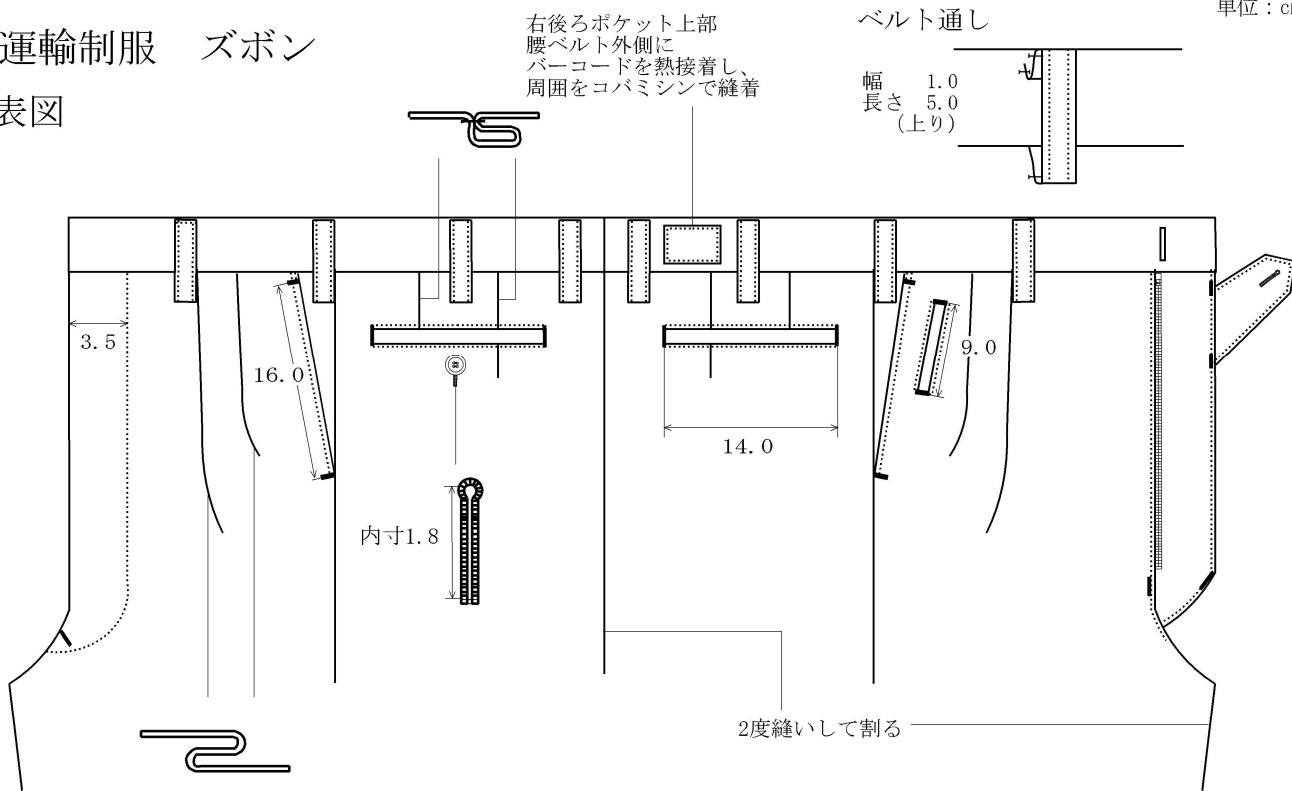 運輸制服　ズボン
表図
右後ろポケット上部
腰ベルト外側に
バーコードを熱接着し、
周囲をコバミシンで縫着
ベルト通し
幅　1.0
長さ　5.0
（上り）
単位：c
3.5
16.0
9.0
14.0
内寸1.8
2度縫いして割る